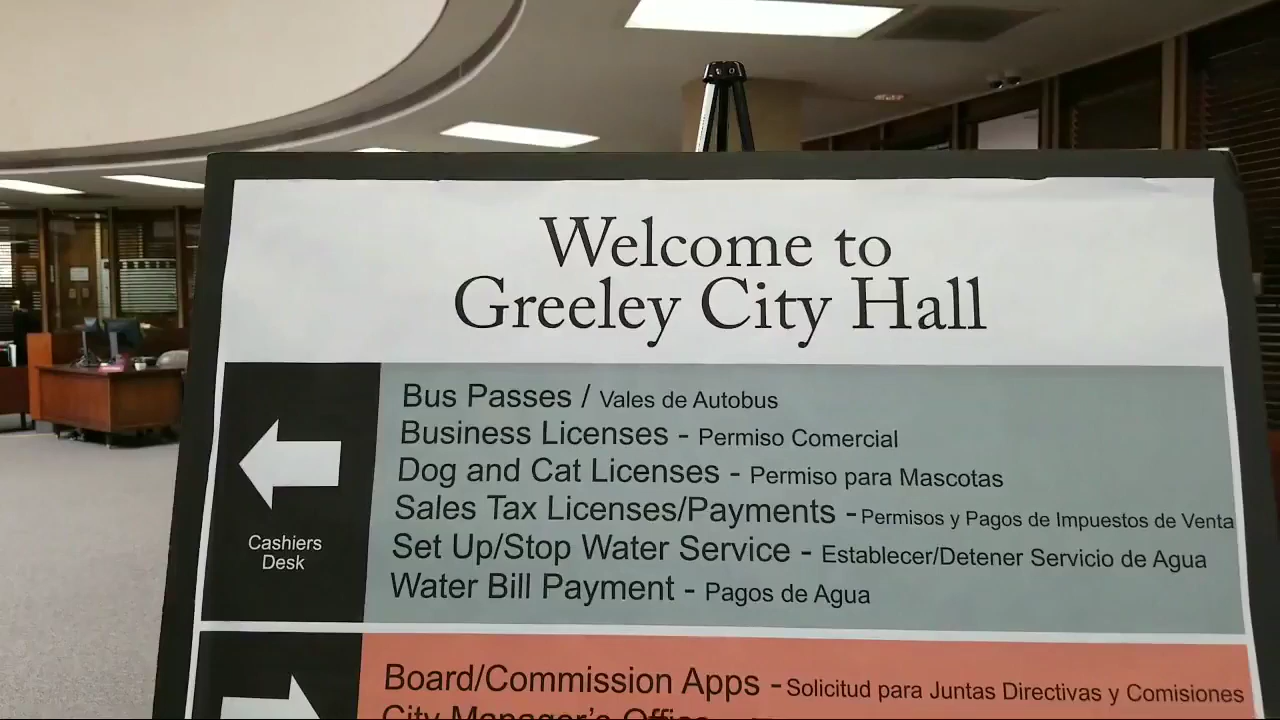 Welcome to
Greeley City Hall
Bus Passes / Vales de Autobus
Business Licenses - Permiso Comercial
Dog and Cat Licenses - Permiso para Mascotas
Sales Tax Licenses/Payments - Permisos y Pagos de Impuestos de Venta
Set Up/Stop Water Service - Establecer/Detener Servicio de Agua
Water Bill Payment - Pagos de Agua
Cashiers
Desk
Board/Commission Apps - Solicitud para Juntas Directivas y Comisiones
City Manager's Office